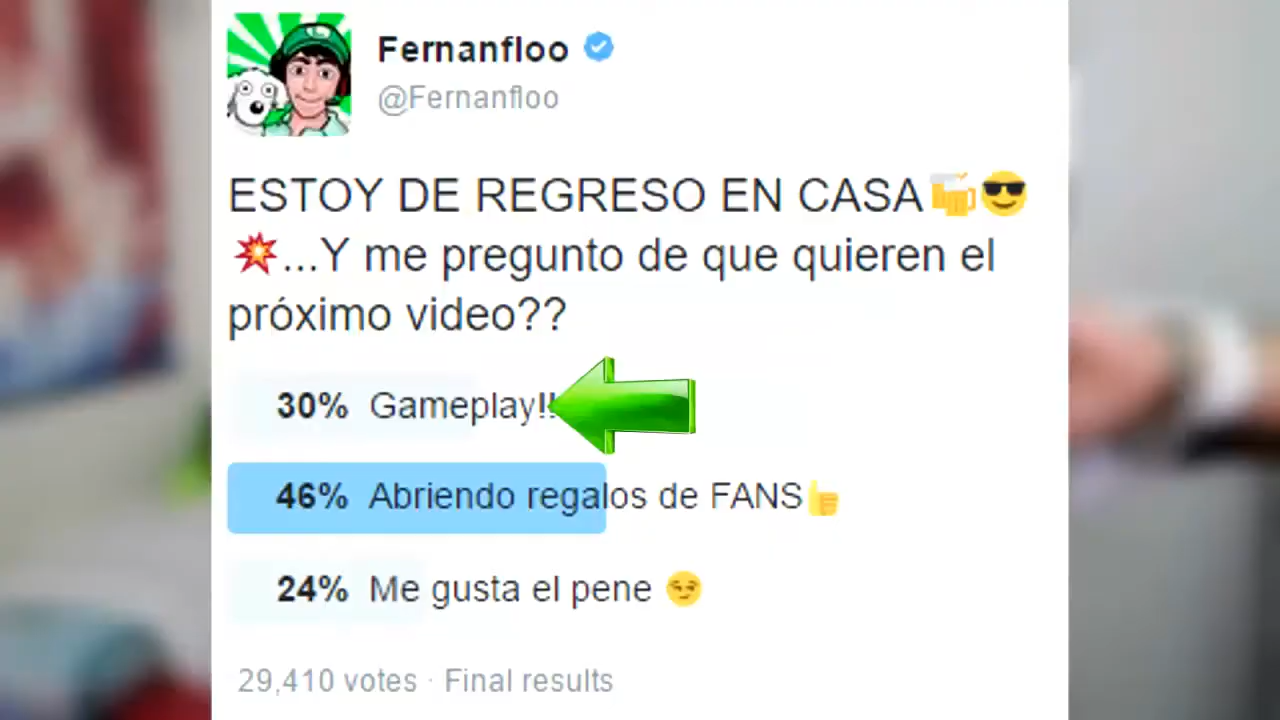 Fernanfloo
@Fernanfloo
ESTOY DE REGRESO EN CASA🍻😎
💥...Y me pregunto de que quieren el
próximo video??
30% Gameplay!!
46% Abriendo regalos de FANS👍
24% Me gusta el pene 😏
29,410 votes · Final results